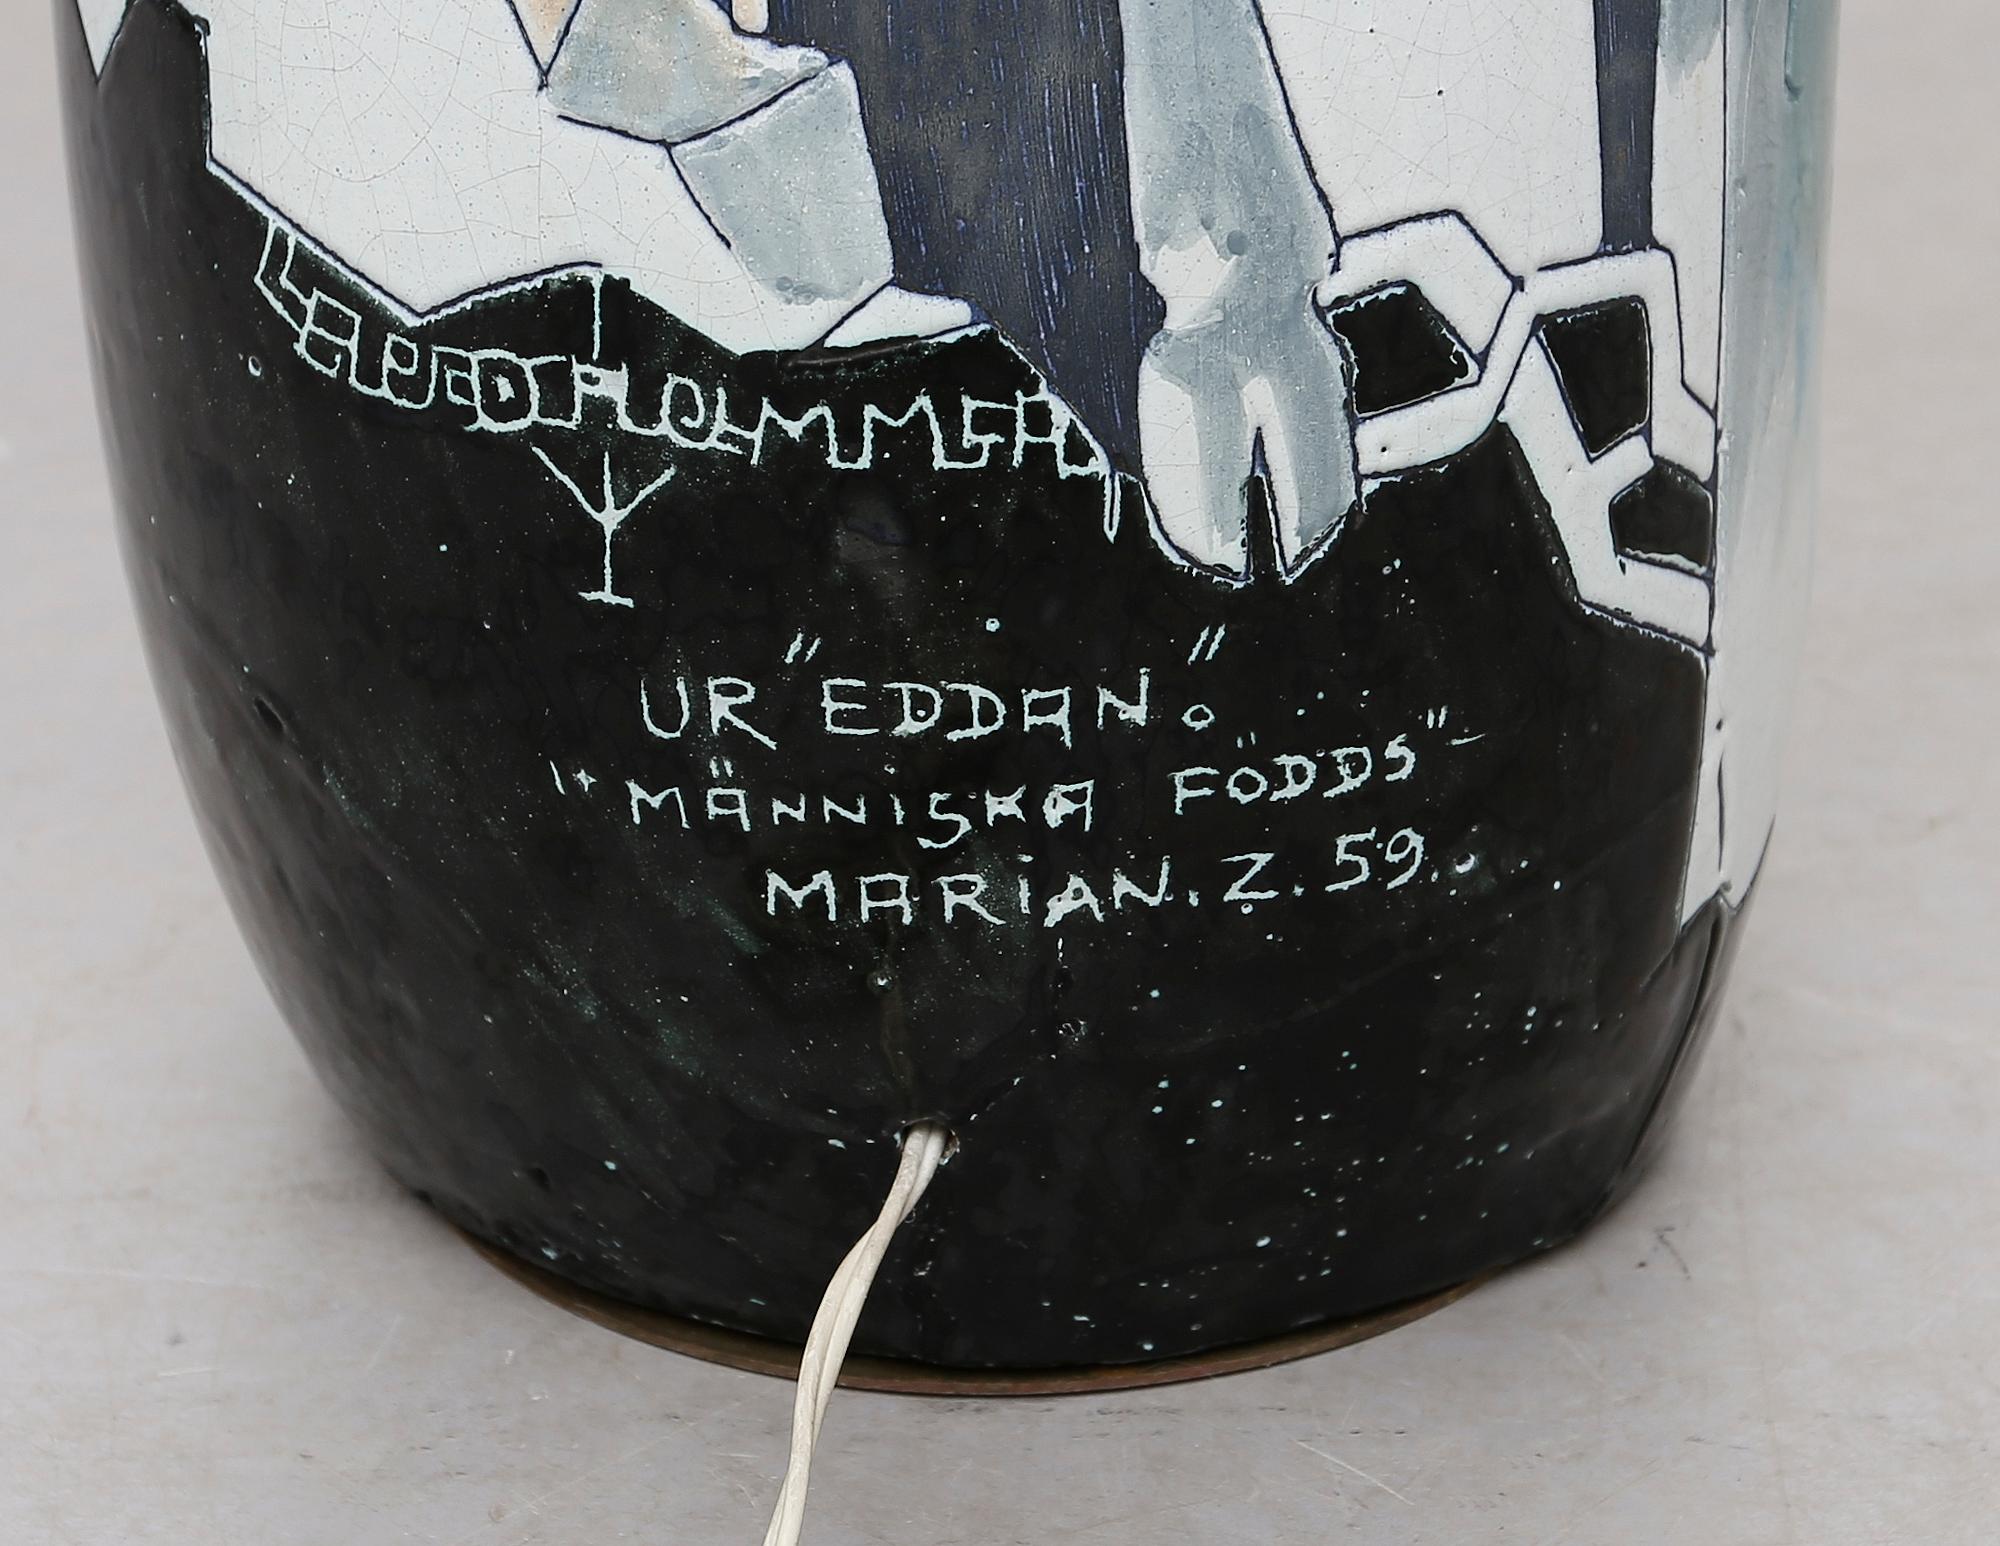 UR "EDDAN."
"MÄNNISKA FÖDDS"
MARIAN. Z. 59.